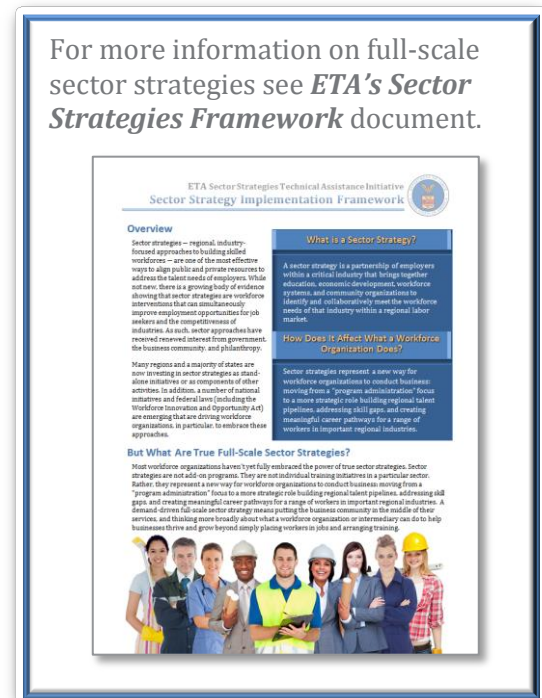 For more information on full-scale
sector strategies see ETA's Sector
Strategies Framework document.
ETA Sector Strategies Technical Assistance Initiative
Sector Strategy Implementation Framework
Overview
Sector strategies — regional, industry-
focused approaches to building skilled
workforces — are one of the most effective
ways to align public and private resources to
address the talent needs of employers. While
not new, there is a growing body of evidence
showing that sector strategies are workforce
interventions that can simultaneously
improve employment opportunities for job
seekers and the competitiveness of
industries. As such, sector approaches have
received renewed interest from government,
the business community, and philanthropy.
Many regions and a majority of states are
now investing in sector strategies as stand-
alone initiatives or as components of other
activities. In addition, a number of national
initiatives and federal laws (including the
Workforce Innovation and Opportunity Act)
are emerging that are driving workforce
organizations, in particular, to embrace these
approaches.
What is a Sector Strategy?
A sector strategy is a partnership of employers
within a critical industry that brings together
education, economic development, workforce
systems, and community organizations to
identify and collaboratively meet the workforce
needs of that industry within a regional labor
market.
How Does It Affect What a Workforce
Organization Does?
Sector strategies represent a new way for
workforce organizations to conduct business:
moving from a "program administration" focus
to a more strategic role building regional talent
pipelines, addressing skill gaps, and creating
meaningful career pathways for a range of
workers in important regional industries.
But What Are True Full-Scale Sector Strategies?
Most workforce organizations haven't yet fully embraced the power of true sector strategies. Sector
strategies are not add-on programs. They are not individual training initiatives in a particular sector.
Rather, they represent a new way for workforce organizations to conduct business: moving from a
"program administration" focus to a more strategic role building regional talent pipelines, addressing skill
gaps, and creating meaningful career pathways for a range of workers in important regional industries. A
demand-driven full-scale sector strategy means putting the business community in the middle of their
services, and thinking more broadly about what a workforce organization or intermediary can do to help
businesses thrive and grow beyond simply placing workers in jobs and arranging training.